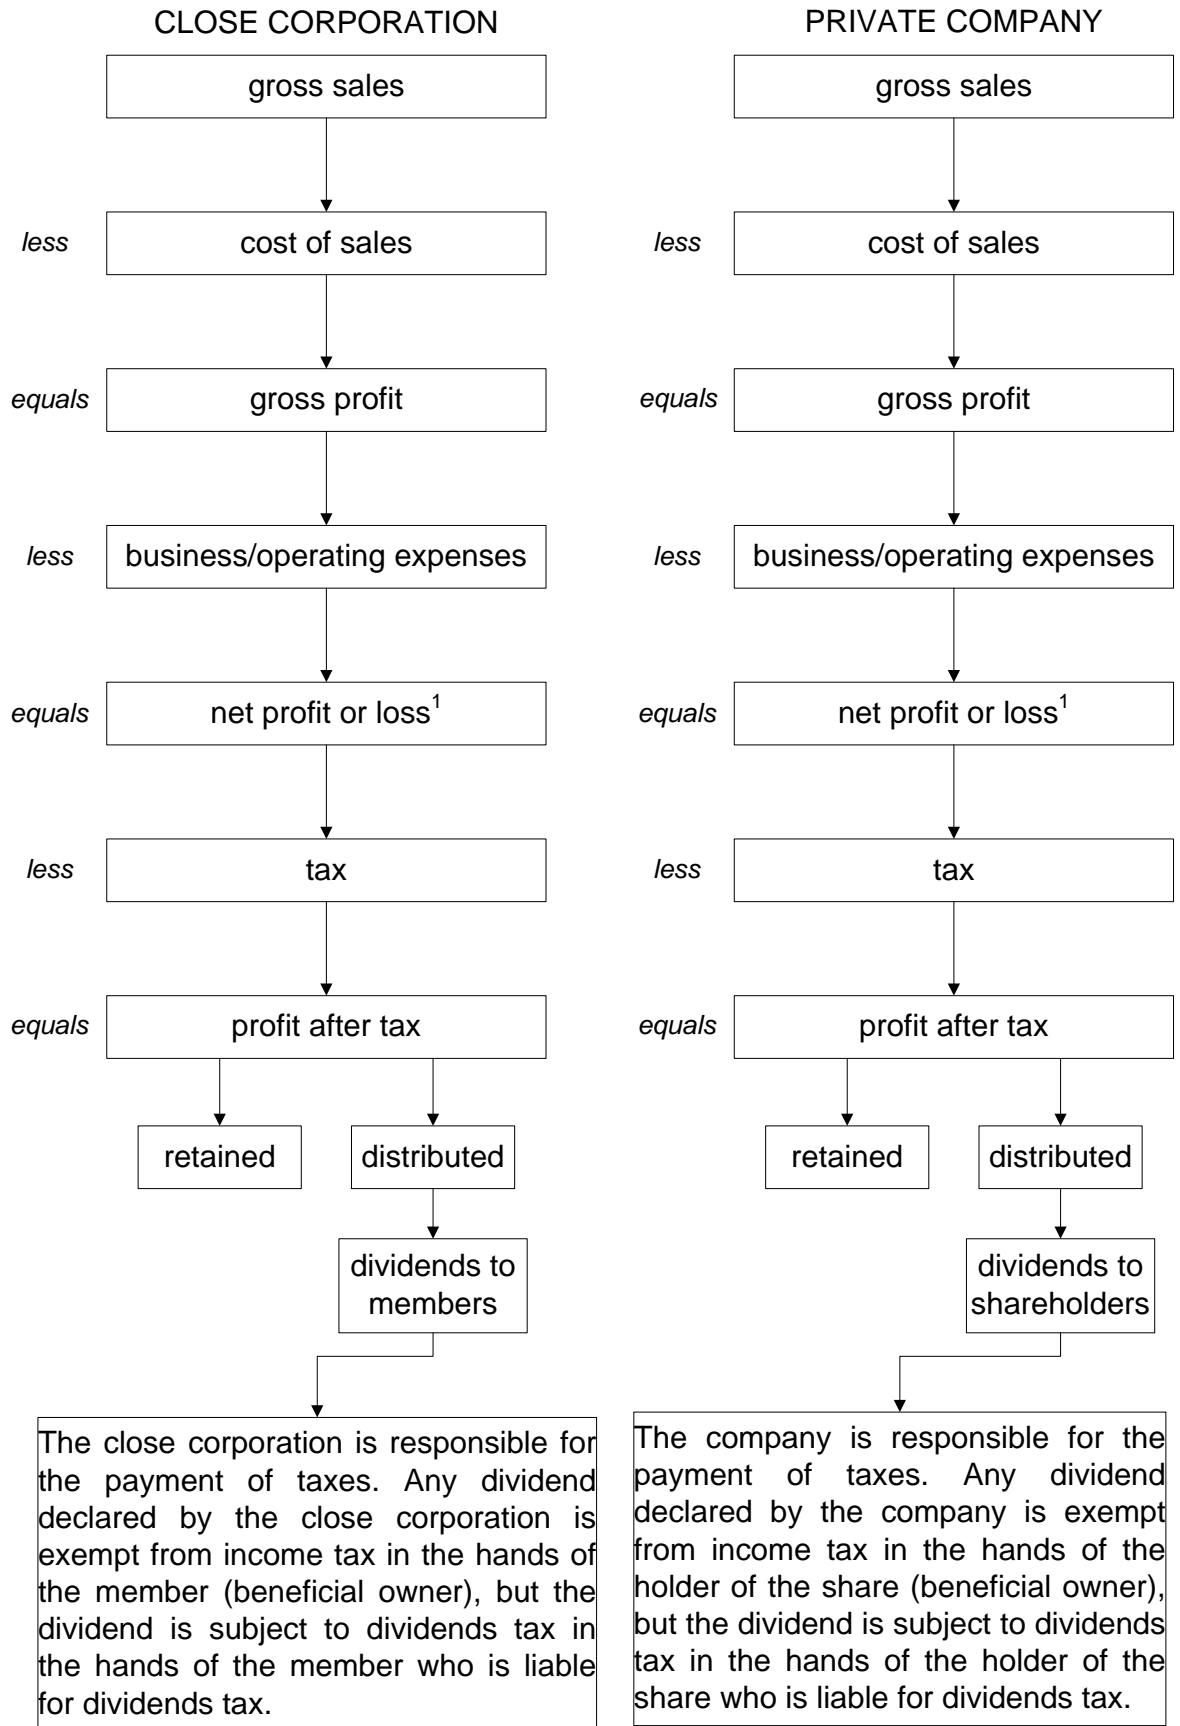 CLOSE CORPORATION
gross sales
less
cost of sales
equals
gross profit
less
business/operating expenses
equals
net profit or loss¹
less
tax
equals
profit after tax
retained
distributed
dividends to
members
The close corporation is responsible for
the payment of taxes. Any dividend
declared by the close corporation is
exempt from income tax in the hands of
the member (beneficial owner), but the
dividend is subject to dividends tax in
the hands of the member who is liable
for dividends tax.
PRIVATE COMPANY
gross sales
less
cost of sales
equals
gross profit
less
business/operating expenses
equals
net profit or loss¹
less
tax
equals
profit after tax
retained
distributed
dividends to
shareholders
The company is responsible for the
payment of taxes. Any dividend
declared by the company is exempt
from income tax in the hands of the
holder of the share (beneficial owner),
but the dividend is subject to dividends
tax in the hands of the holder of the
share who is liable for dividends tax.